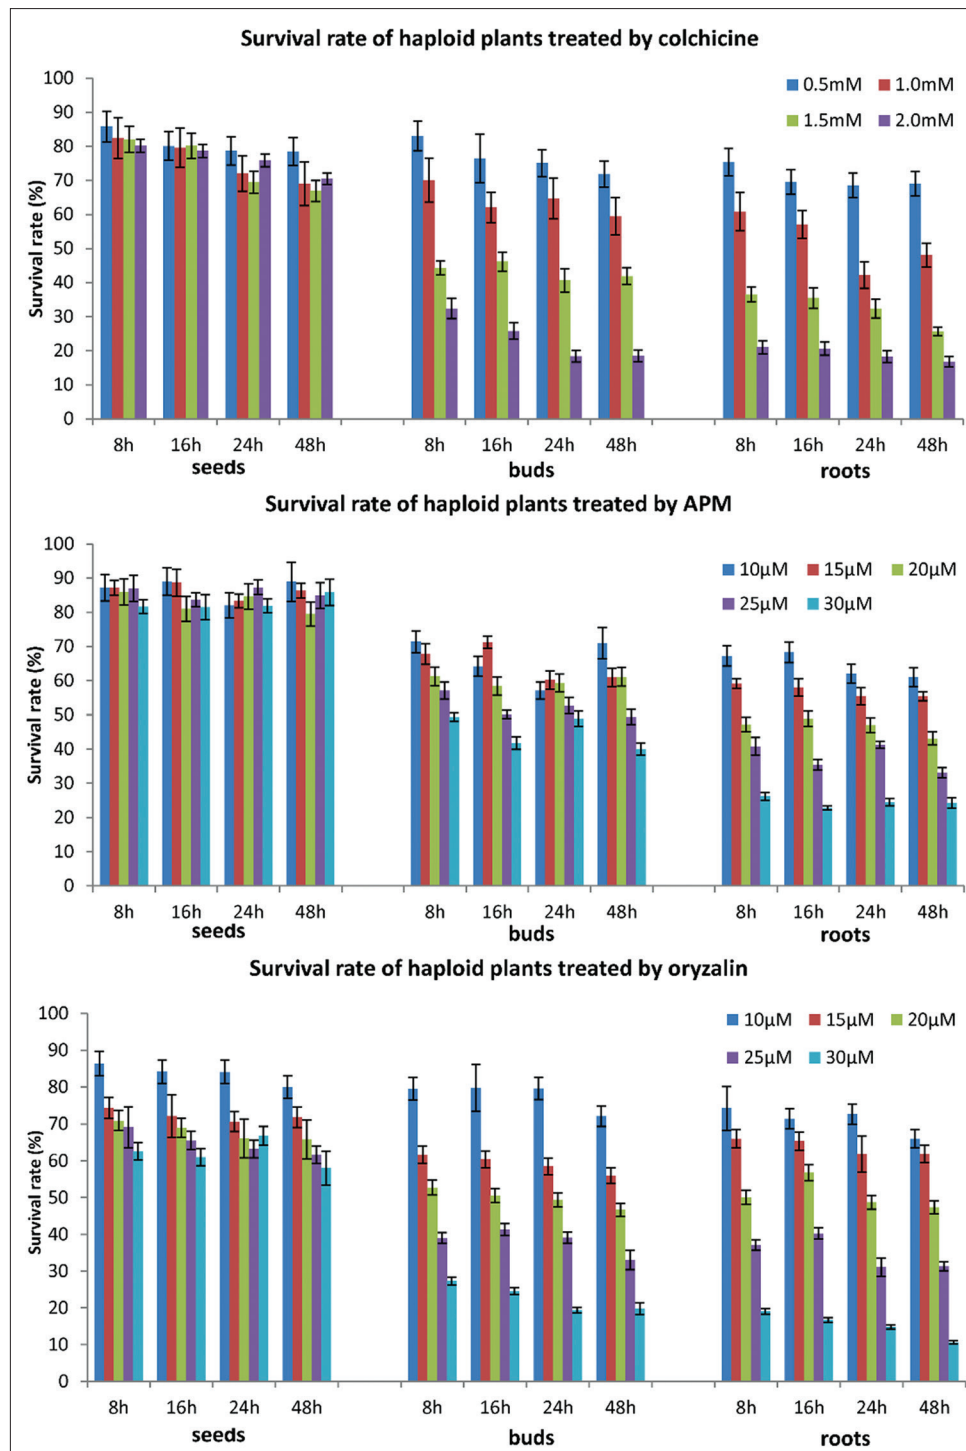 Survival rate of haploid plants treated by colchicine
0.5mM 1.0mM
1.5mM 2.0mM
Survival rate (%)
100
90
80
70
60
50
40
30
20
10
0
8h 16h 24h 48h 8h 16h 24h 48h 8h 16h 24h 48h
seeds buds roots
Survival rate of haploid plants treated by APM
10µM 15µM 20µM
25µM 30µM
Survival rate (%)
100
90
80
70
60
50
40
30
20
10
0
8h 16h 24h 48h 8h 16h 24h 48h 8h 16h 24h 48h
seeds buds roots
Survival rate of haploid plants treated by oryzalin
10µM 15µM 20µM
25µM 30µM
Survival rate (%)
100
90
80
70
60
50
40
30
20
10
0
8h 16h 24h 48h 8h 16h 24h 48h 8h 16h 24h 48h
seeds buds roots